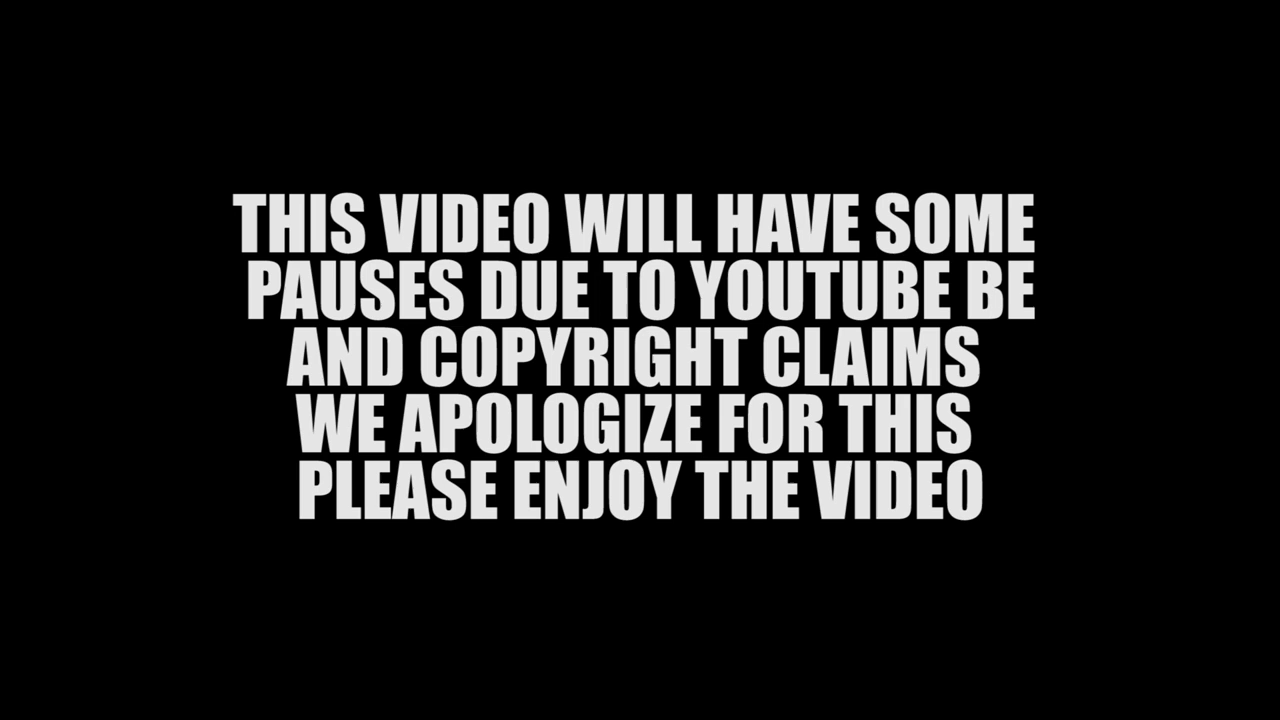 THIS VIDEO WILL HAVE SOME
PAUSES DUE TO YOUTUBE BE
AND COPYRIGHT CLAIMS
WE APOLOGIZE FOR THIS
PLEASE ENJOY THE VIDEO